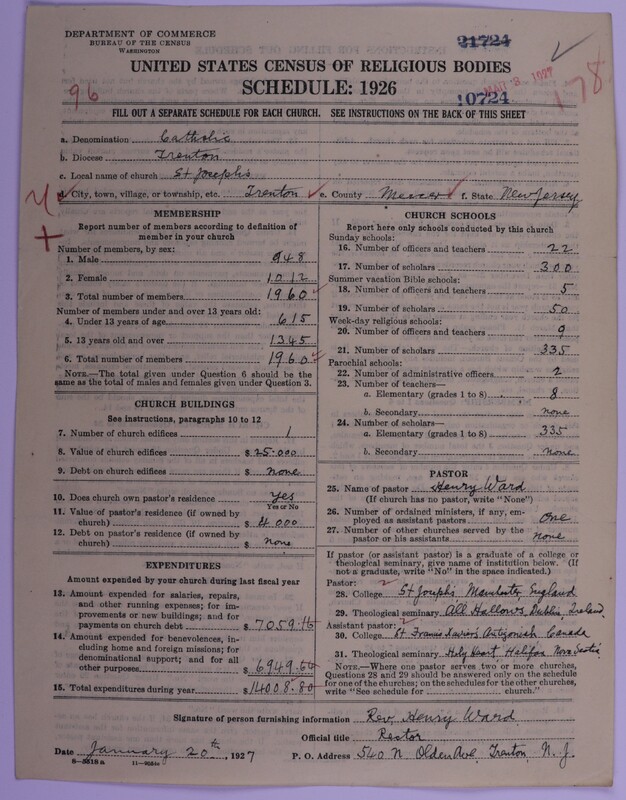 DEPARTMENT OF COMMERCE
BUREAU OF THE CENSUS
WASHINGTON
21724
UNITED STATES CENSUS OF RELIGIOUS BODIES
SCHEDULE: 1926
MAR 3 1927
10724
178
96
FILL OUT A SEPARATE SCHEDULE FOR EACH CHURCH. SEE INSTRUCTIONS ON THE BACK OF THIS SHEET
a. Denomination Catholic
b. Diocese Trenton
c. Local name of church St Josephs
d. City, town, village, or township, etc. Trenton e. County Mercer f. State New Jersey
MEMBERSHIP
Report number of members according to definition of
member in your church
Number of members, by sex:
1. Male 948
2. Female 1012
3. Total number of members 1960
Number of members under and over 13 years old:
4. Under 13 years of age 615
5. 13 years old and over 1345
6. Total number of members 1960
NOTE.—The total given under Question 6 should be the
same as the total of males and females given under Question 3.
CHURCH BUILDINGS
See instructions, paragraphs 10 to 12
7. Number of church edifices 1
8. Value of church edifices $ 25.000
9. Debt on church edifices $ none
10. Does church own pastor's residence Yes
Yes or No
11. Value of pastor's residence (if owned by
church) $ 4.000
12. Debt on pastor's residence (if owned by
church) $ none
EXPENDITURES
Amount expended by your church during last fiscal year
13. Amount expended for salaries, repairs,
and other running expenses; for im-
provements or new buildings; and for
payments on church debt $ 7059.
14. Amount expended for benevolences, in-
cluding home and foreign missions; for
denominational support; and for all
other purposes $ 6949.
15. Total expenditures during year $ 14008.80
CHURCH SCHOOLS
Report here only schools conducted by this church
Sunday schools:
16. Number of officers and teachers 22
17. Number of scholars 300
Summer vacation Bible schools:
18. Number of officers and teachers 5
19. Number of scholars 50
Week-day religious schools:
20. Number of officers and teachers 9
21. Number of scholars 335
Parochial schools:
22. Number of administrative officers 2
23. Number of teachers—
a. Elementary (grades 1 to 8) 8
b. Secondary none
24. Number of scholars—
a. Elementary (grades 1 to 8) 335
b. Secondary none
PASTOR
25. Name of pastor Henry Ward
(If church has no pastor, write "None")
26. Number of ordained ministers, if any, em-
ployed as assistant pastors one
27. Number of other churches served by the
pastor or his assistants none
If pastor (or assistant pastor) is a graduate of a college or
theological seminary, give name of institution below. (If
not a graduate, write "No" in the space indicated.)
Pastor:
28. College St Josephs, Manchester England
29. Theological seminary All Hallows Dublin, Ireland
Assistant pastor:
30. College St Francis Xaviers Antigonish Canada
31. Theological seminary Holy Heart Halifax Nova Scotia
NOTE.—Where one pastor serves two or more churches,
Questions 28 and 29 should be answered only on the schedule
for one of the churches; on the schedules for the other churches,
write "See schedule for church."
Signature of person furnishing information Rev. Henry Ward
Official title Rector
Date January 20th, 1927 P. O. Address 540 N. Olden Ave, Trenton, N. J.